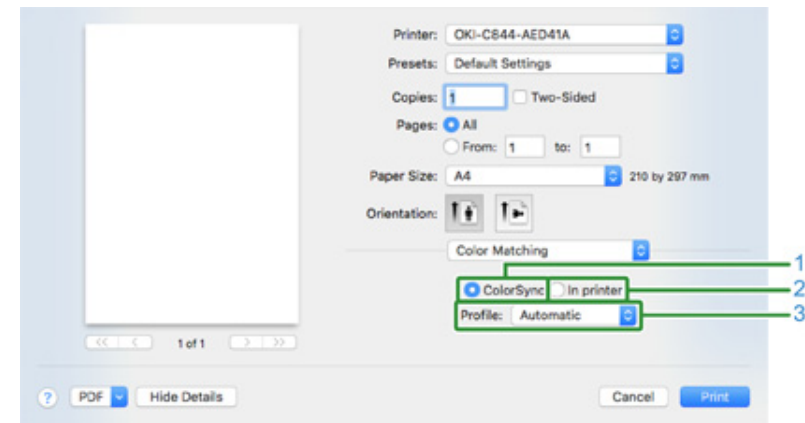 Printer: OKI-C844-AED41A
Presets: Default Settings
Copies: 1 Two-Sided
Pages: All
From: 1 to: 1
Paper Size: A4 210 by 297 mm
Orientation:
Color Matching
1
ColorSync In printer 2
Profile: Automatic 3
1 of 1
? PDF Hide Details Cancel Print